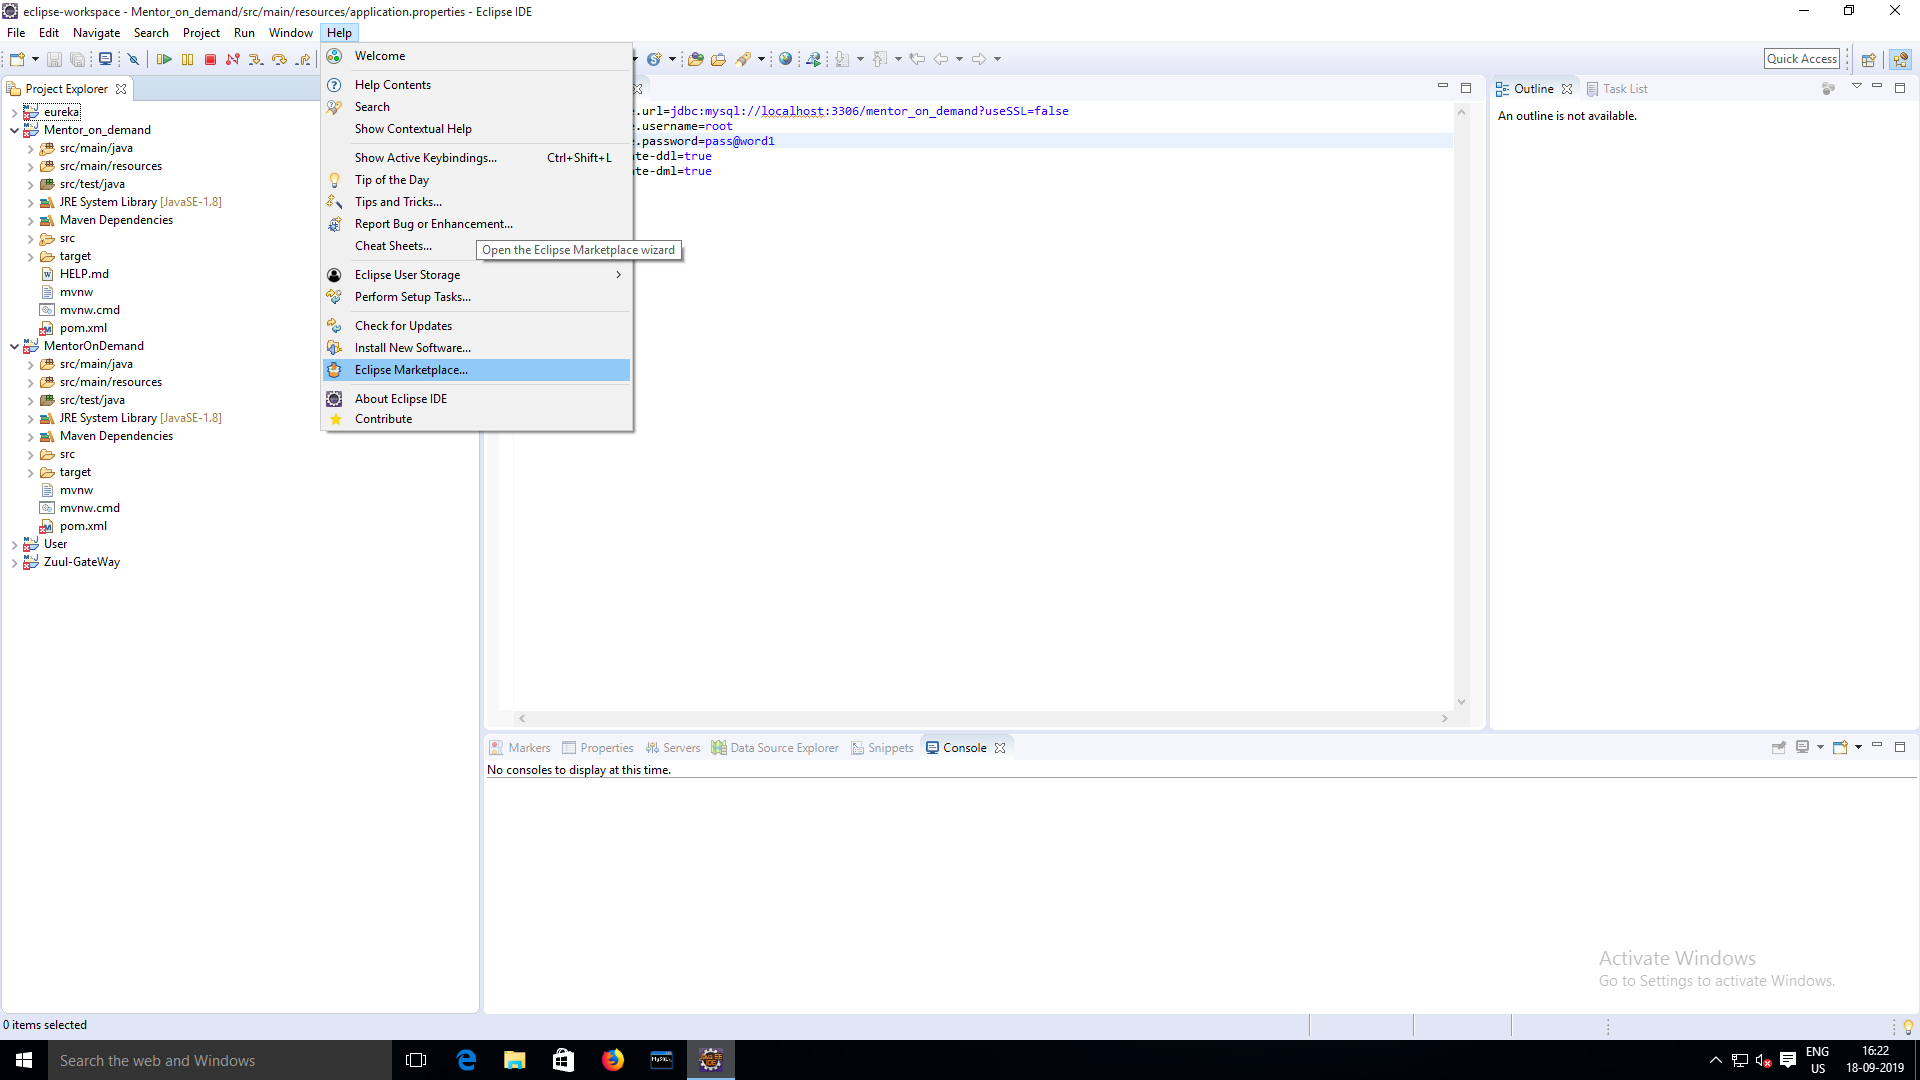 eclipse-workspace - Mentor_on_demand/src/main/resources/application.properties - Eclipse IDE
File Edit Navigate Search Project Run Window Help
Quick Access
Project Explorer
eureka
Mentor_on_demand
src/main/java
src/main/resources
src/test/java
JRE System Library [JavaSE-1.8]
Maven Dependencies
src
target
HELP.md
mvnw
mvnw.cmd
pom.xml
MentorOnDemand
src/main/java
src/main/resources
src/test/java
JRE System Library [JavaSE-1.8]
Maven Dependencies
src
target
mvnw
mvnw.cmd
pom.xml
User
Zuul-GateWay
Welcome
Help Contents
Search
Show Contextual Help
Show Active Keybindings... Ctrl+Shift+L
Tip of the Day
Tips and Tricks...
Report Bug or Enhancement...
Cheat Sheets...
Open the Eclipse Marketplace wizard
Eclipse User Storage
Perform Setup Tasks...
Check for Updates
Install New Software...
Eclipse Marketplace...
About Eclipse IDE
Contribute
.url=jdbc:mysql://localhost:3306/mentor_on_demand?useSSL=false
.username=root
.password=pass@word1
te-ddl=true
te-dml=true
Outline Task List
An outline is not available.
Markers Properties Servers Data Source Explorer Snippets Console
No consoles to display at this time.
Activate Windows
Go to Settings to activate Windows.
0 items selected
Search the web and Windows
MySQL
Java EE
IDE
ENG
US
16:22
18-09-2019